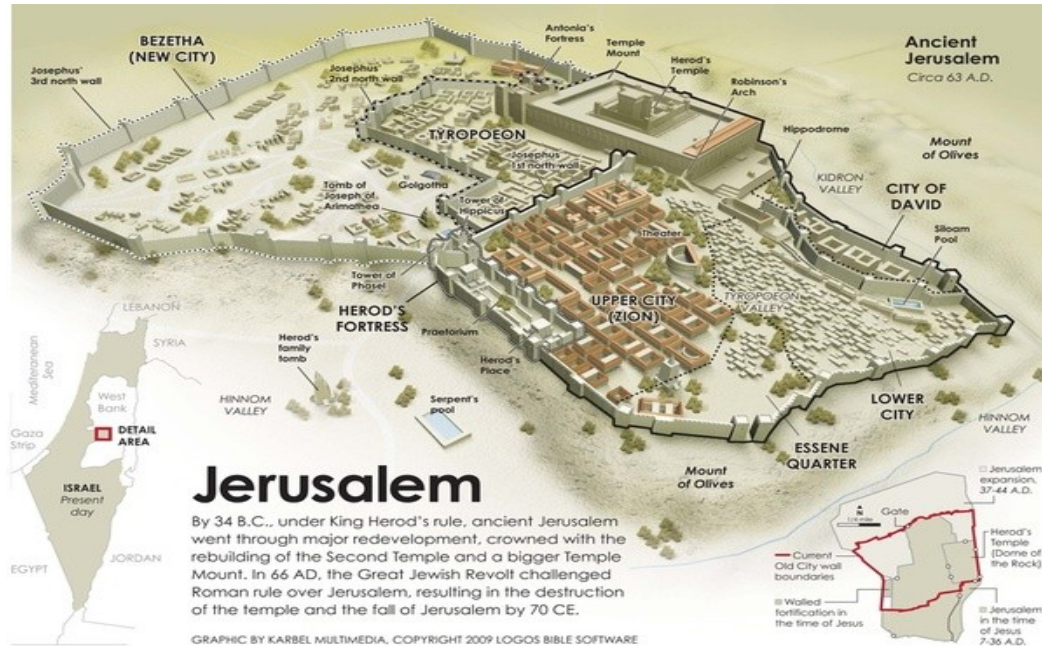 BEZETHA
(NEW CITY)
Josephus'
3rd north wall
Josephus'
2nd north wall
Antonia's
Fortress
Temple
Mount
Herod's
Temple
Robinson's
Arch
Ancient
Jerusalem
Circa 63 A.D.
Hippodrome
Mount
of Olives
KIDRON
VALLEY
CITY OF
DAVID
Siloam
Pool
TYROPOEON
Josephus'
1st north wall
Tomb of
Joseph of
Arimathea
Golgotha
Tower of
Hippicus
Theater
Tower of
Phasel
HEROD'S
FORTRESS
UPPER CITY
(ZION)
TYROPOEON
VALLEY
Praetorium
Herod's
family
tomb
Herod's
Place
HINNOM
VALLEY
Serpent's
pool
LOWER
CITY
HINNOM
VALLEY
ESSENE
QUARTER
Mount
of Olives
LEBANON
SYRIA
Mediterranean
Sea
West
Bank
DETAIL
AREA
Gaza
Strip
ISRAEL
Present
day
JORDAN
EGYPT
Jerusalem
By 34 B.C., under King Herod's rule, ancient Jerusalem
went through major redevelopment, crowned with the
rebuilding of the Second Temple and a bigger Temple
Mount. In 66 AD, the Great Jewish Revolt challenged
Roman rule over Jerusalem, resulting in the destruction
of the temple and the fall of Jerusalem by 70 CE.
GRAPHIC BY KARBEL MULTIMEDIA, COPYRIGHT 2009 LOGOS BIBLE SOFTWARE
Jerusalem
expansion,
37-44 A.D.
N
1/4 mile
Gate
Herod's
Temple
(Dome of
the Rock)
Current
Old City wall
boundaries
Walled
fortification in
the time of Jesus
Jerusalem
in the time
of Jesus
7-36 A.D.